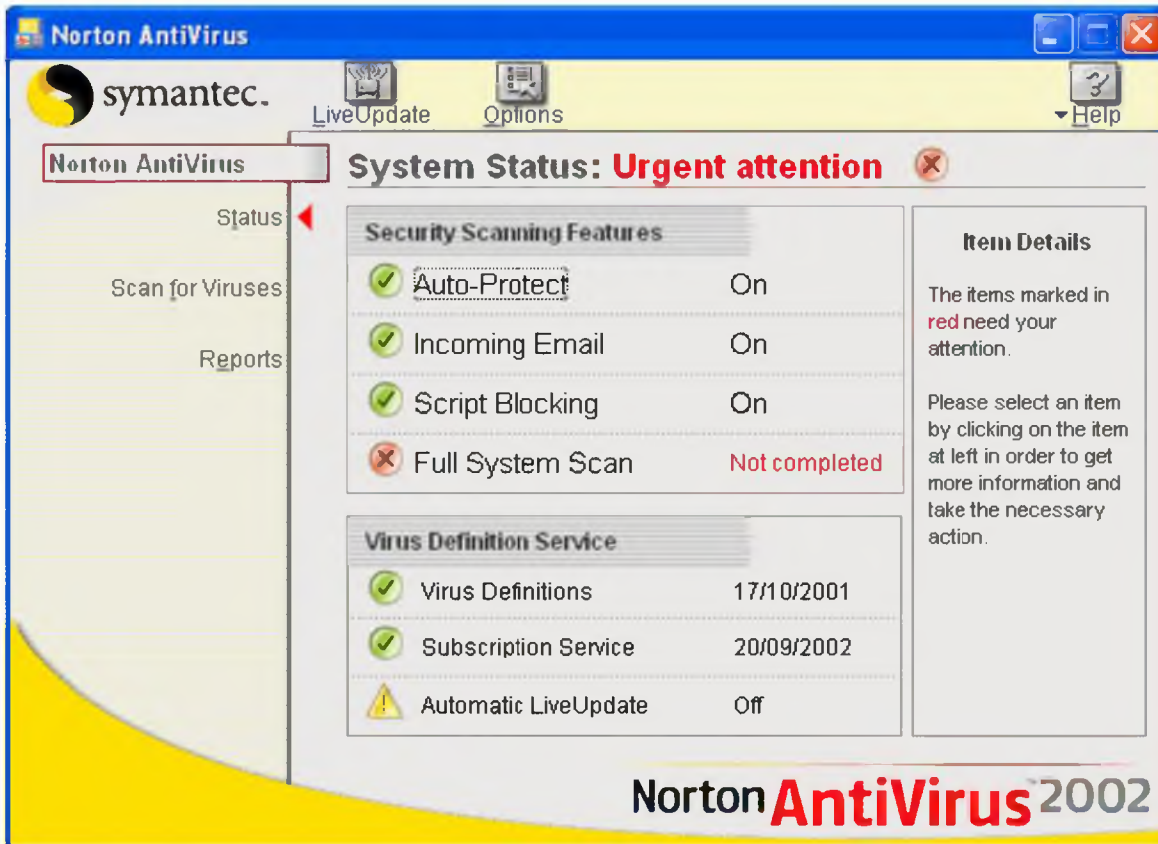 Norton AntiVirus
symantec.
LiveUpdate
Options
Help
Norton AntiVirus
Status
Scan for Viruses
Reports
System Status: Urgent attention
Security Scanning Features
Auto-Protect On
Incoming Email On
Script Blocking On
Full System Scan Not completed
Virus Definition Service
Virus Definitions 17/10/2001
Subscription Service 20/09/2002
Automatic LiveUpdate Off
Item Details
The items marked in
red need your
attention.
Please select an item
by clicking on the item
at left in order to get
more information and
take the necessary
action.
Norton AntiVirus 2002